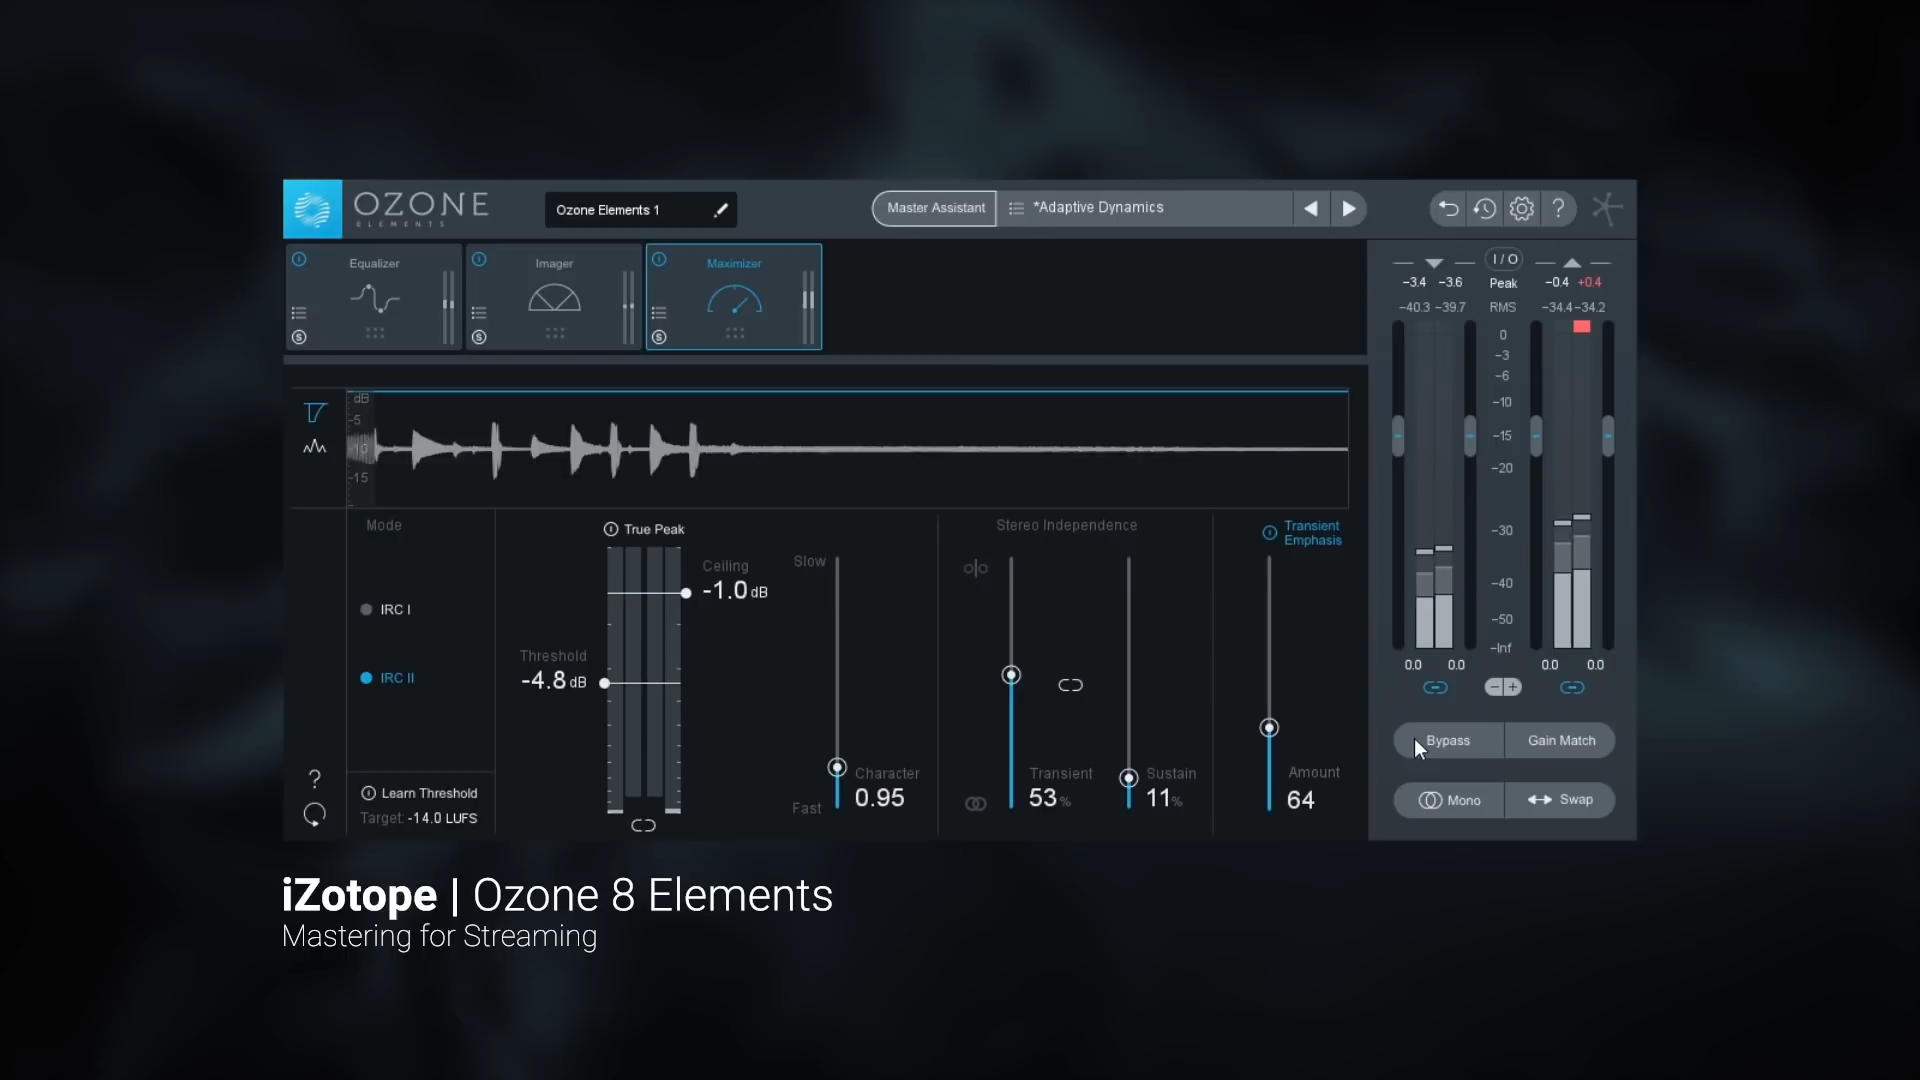 OZONE
ELEMENTS
Ozone Elements 1
Master Assistant
*Adaptive Dynamics
?
Equalizer
Imager
Maximizer
S
S
S
I / O
-3.4 -3.6
Peak
-0.4 +0.4
-40.3 -39.7
RMS
-34.4 -34.2
0
-3
-6
-10
-15
-20
-30
-40
-50
-Inf
0.0 0.0
0.0 0.0
Bypass
Gain Match
Mono
Swap
dB
-5
-10
-15
Mode
IRC I
IRC II
Learn Threshold
Target: -14.0 LUFS
?
True Peak
Ceiling
-1.0 dB
Threshold
-4.8 dB
Slow
Fast
Character
0.95
Stereo Independence
Transient
53%
Sustain
11%
Transient
Emphasis
Amount
64
iZotope | Ozone 8 Elements
Mastering for Streaming